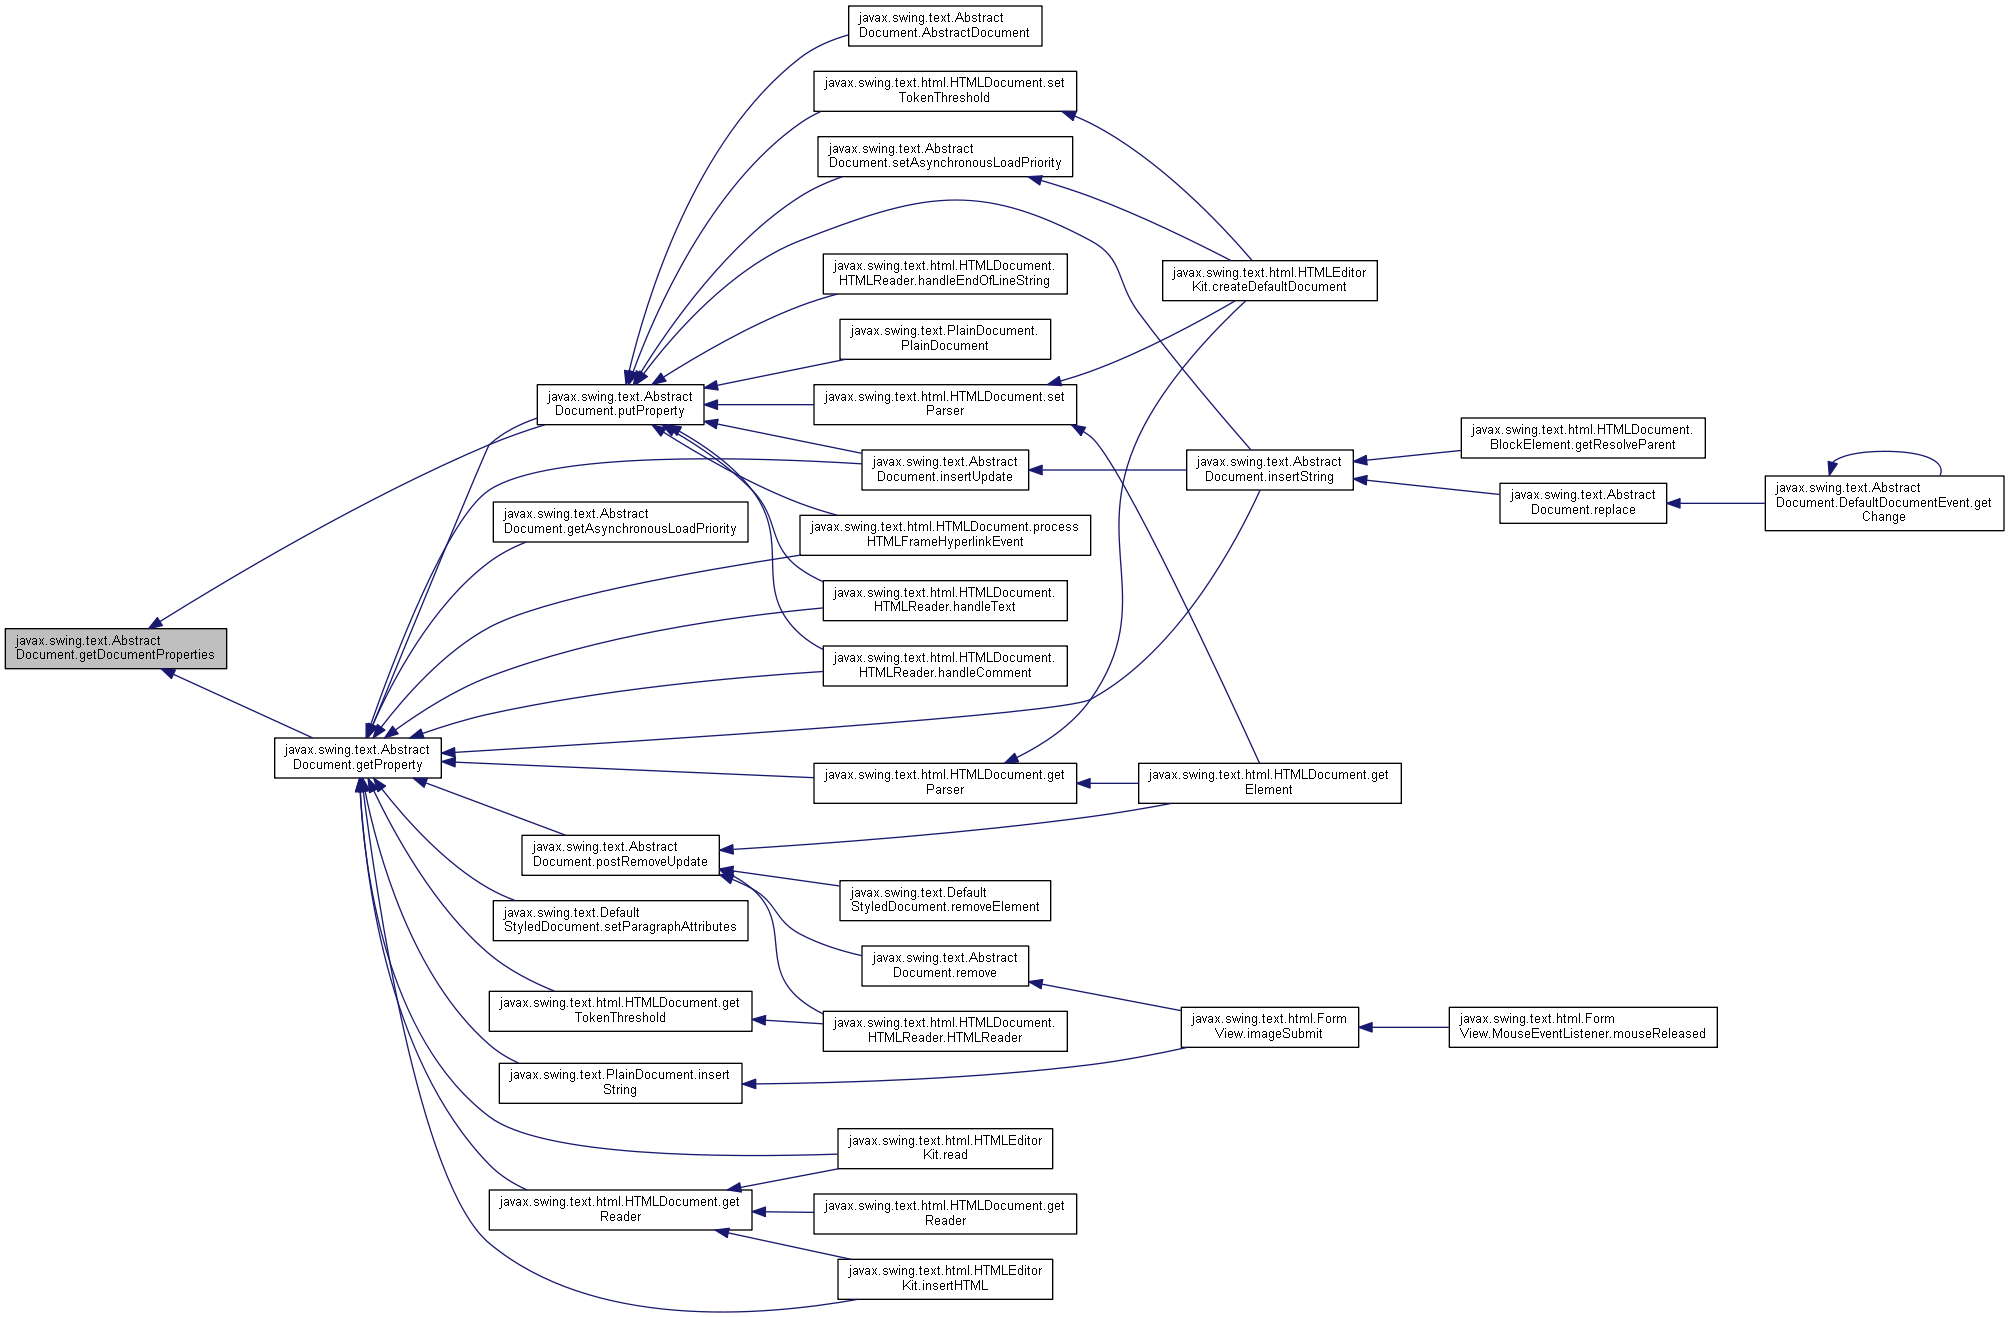 javax.swing.text.Abstract
Document.AbstractDocument
javax.swing.text.html.HTMLDocument.set
TokenThreshold
javax.swing.text.Abstract
Document.setAsynchronousLoadPriority
javax.swing.text.html.HTMLDocument.
HTMLReader.handleEndOfLineString
javax.swing.text.html.HTMLEditor
Kit.createDefaultDocument
javax.swing.text.PlainDocument.
PlainDocument
javax.swing.text.Abstract
Document.putProperty
javax.swing.text.html.HTMLDocument.set
Parser
javax.swing.text.html.HTMLDocument.
BlockElement.getResolveParent
javax.swing.text.Abstract
Document.insertUpdate
javax.swing.text.Abstract
Document.insertString
javax.swing.text.Abstract
Document.replace
javax.swing.text.Abstract
Document.DefaultDocumentEvent.get
Change
javax.swing.text.Abstract
Document.getAsynchronousLoadPriority
javax.swing.text.html.HTMLDocument.process
HTMLFrameHyperlinkEvent
javax.swing.text.html.HTMLDocument.
HTMLReader.handleText
javax.swing.text.Abstract
Document.getDocumentProperties
javax.swing.text.html.HTMLDocument.
HTMLReader.handleComment
javax.swing.text.Abstract
Document.getProperty
javax.swing.text.html.HTMLDocument.get
Parser
javax.swing.text.html.HTMLDocument.get
Element
javax.swing.text.Abstract
Document.postRemoveUpdate
javax.swing.text.Default
StyledDocument.removeElement
javax.swing.text.Default
StyledDocument.setParagraphAttributes
javax.swing.text.Abstract
Document.remove
javax.swing.text.html.HTMLDocument.get
TokenThreshold
javax.swing.text.html.HTMLDocument.
HTMLReader.HTMLReader
javax.swing.text.html.Form
View.imageSubmit
javax.swing.text.html.Form
View.MouseEventListener.mouseReleased
javax.swing.text.PlainDocument.insert
String
javax.swing.text.html.HTMLEditor
Kit.read
javax.swing.text.html.HTMLDocument.get
Reader
javax.swing.text.html.HTMLDocument.get
Reader
javax.swing.text.html.HTMLEditor
Kit.insertHTML